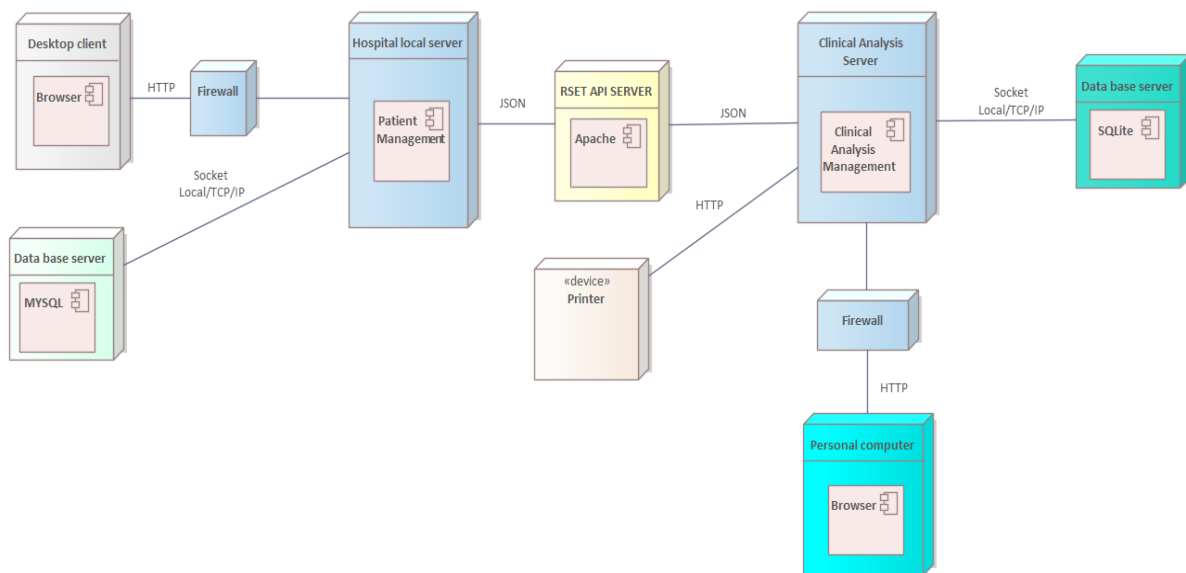 Desktop client
Browser
HTTP
Firewall
Hospital local server
Patient
Management
JSON
RSET API SERVER
Apache
JSON
Clinical Analysis
Server
Clinical
Analysis
Management
Socket
Local/TCP/IP
Data base server
SQLite
Socket
Local/TCP/IP
Data base server
MYSQL
HTTP
«device»
Printer
Firewall
HTTP
Personal computer
Browser